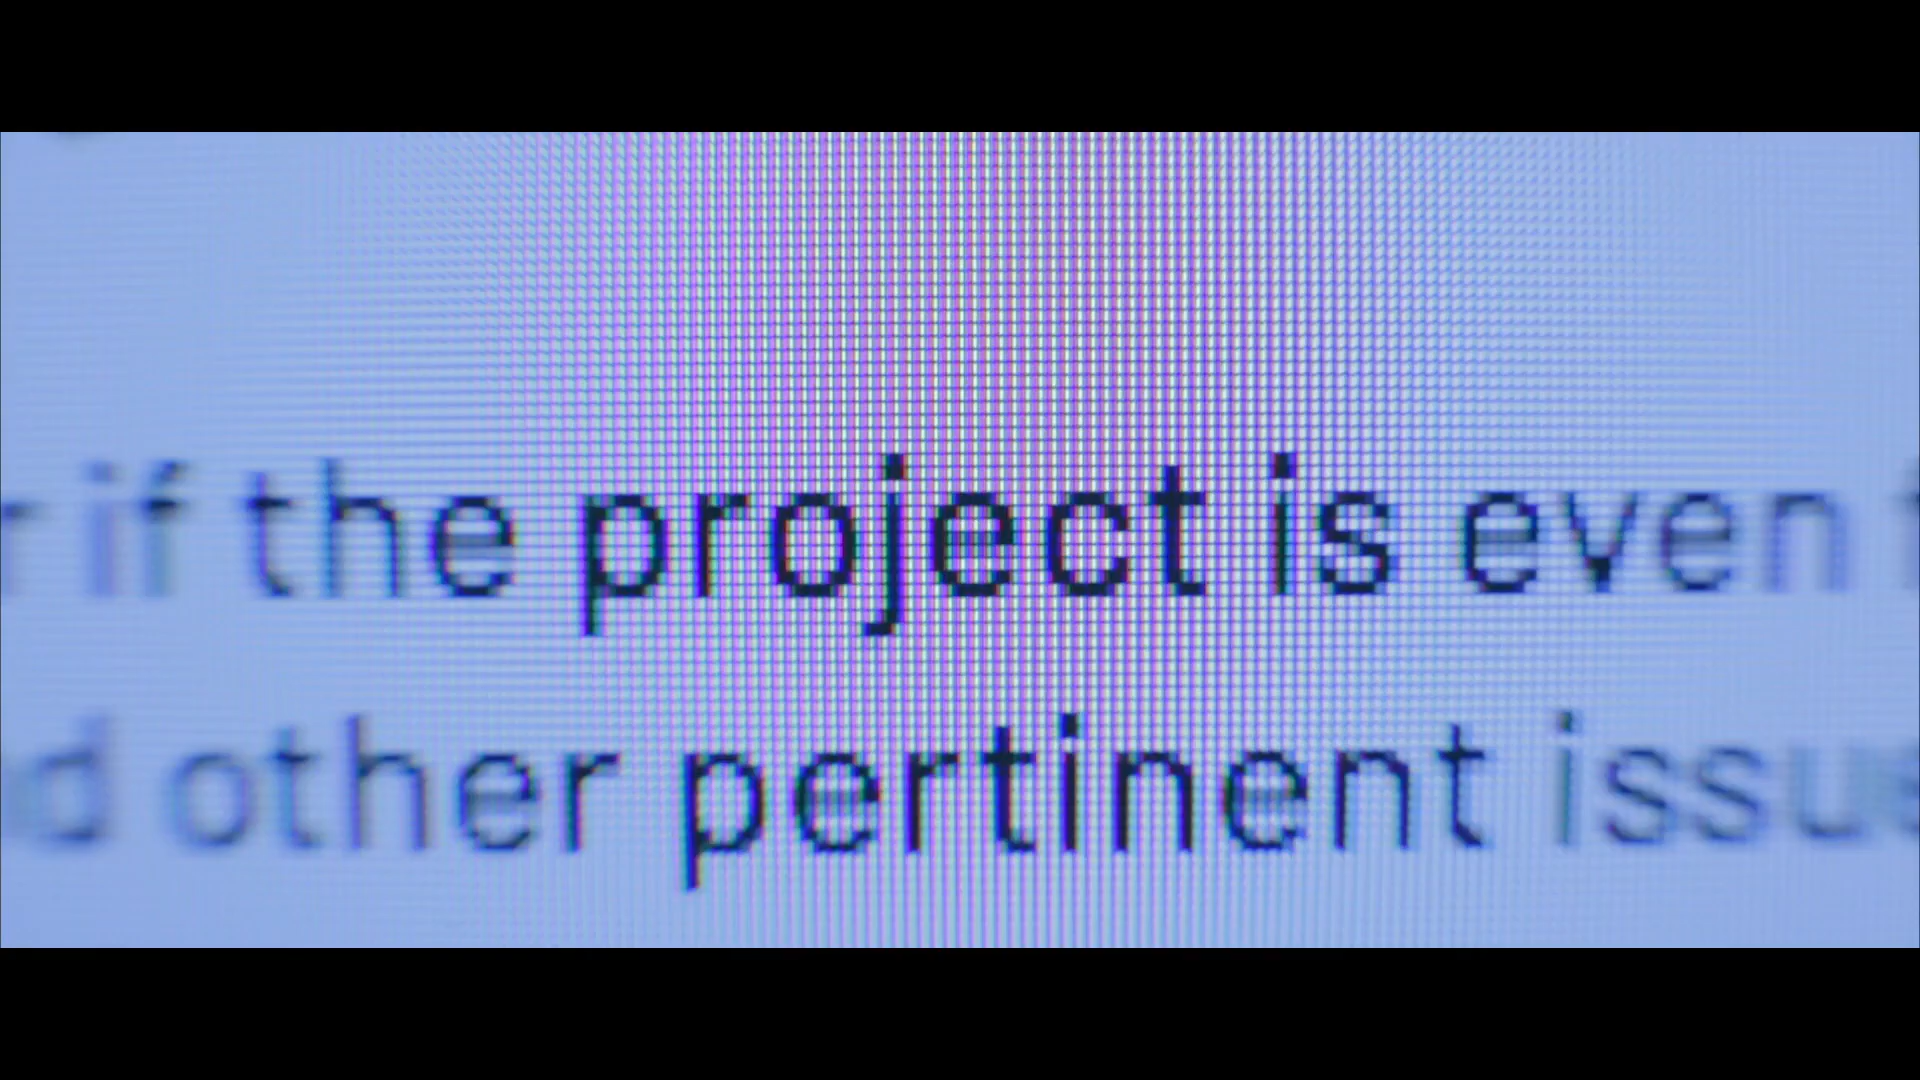 r if the project is even f
d other pertinent issu